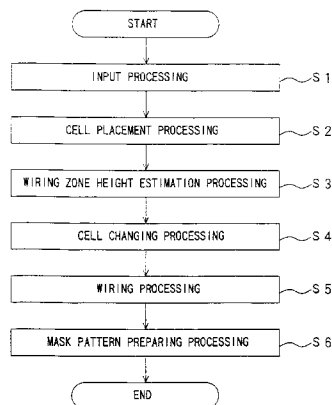 START
INPUT PROCESSING S1
CELL PLACEMENT PROCESSING S2
WIRING ZONE HEIGHT ESTIMATION PROCESSING S3
CELL CHANGING PROCESSING S4
WIRING PROCESSING S5
MASK PATTERN PREPARING PROCESSING S6
END